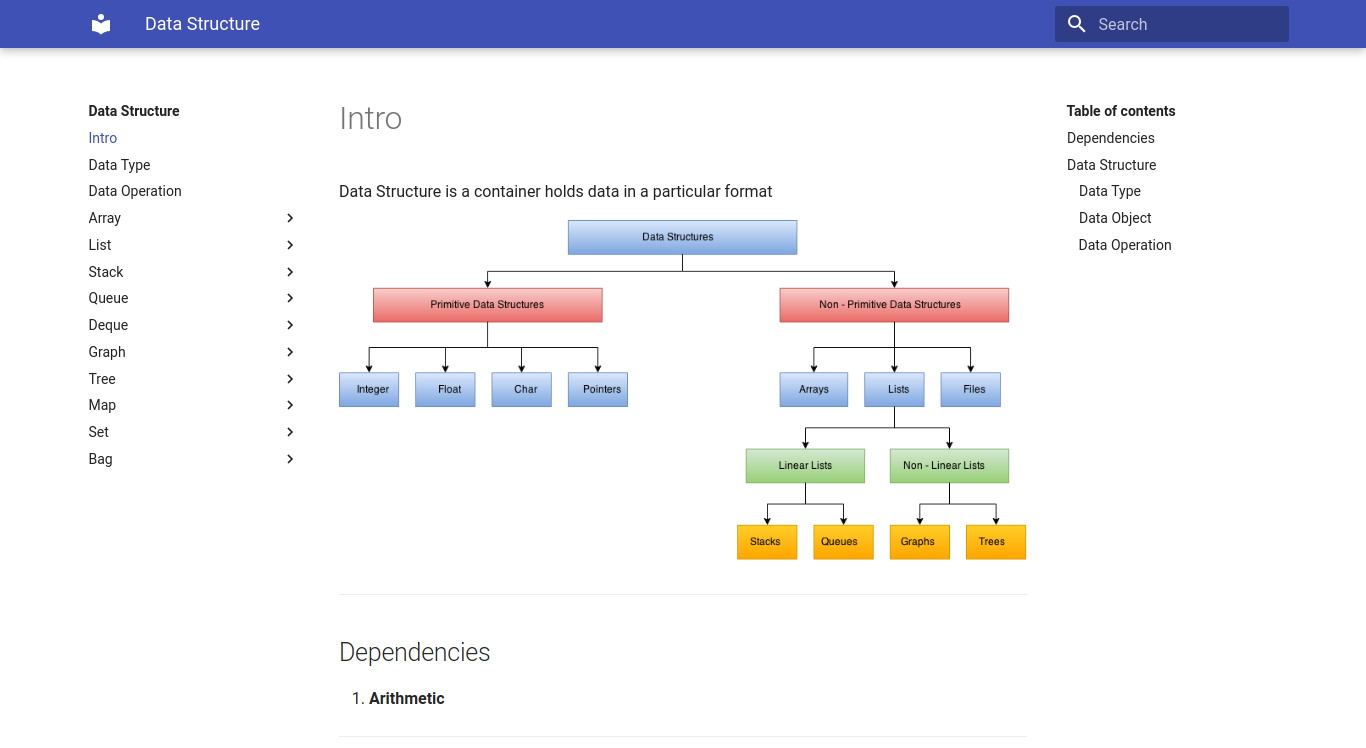 Data Structure
Search
Data Structure
Intro
Data Type
Data Operation
Array
List
Stack
Queue
Deque
Graph
Tree
Map
Set
Bag
Intro
Data Structure is a container holds data in a particular format
Data Structures
Primitive Data Structures
Non - Primitive Data Structures
Integer
Float
Char
Pointers
Arrays
Lists
Files
Linear Lists
Non - Linear Lists
Stacks
Queues
Graphs
Trees
Dependencies
1. Arithmetic
Table of contents
Dependencies
Data Structure
Data Type
Data Object
Data Operation